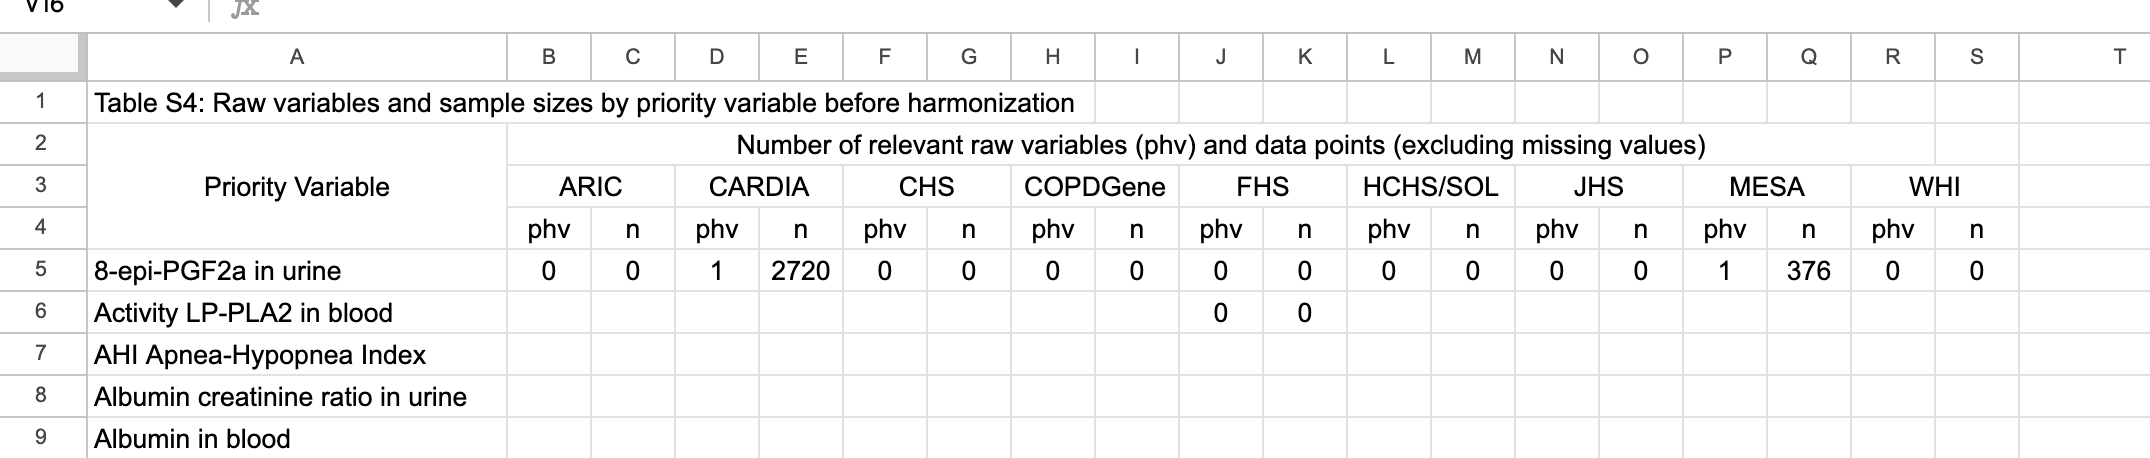 V16 fx
A B C D E F G H I J K L M N O P Q R S T
1 Table S4: Raw variables and sample sizes by priority variable before harmonization
2 Number of relevant raw variables (phv) and data points (excluding missing values)
3 Priority Variable ARIC CARDIA CHS COPDGene FHS HCHS/SOL JHS MESA WHI
4 phv n phv n phv n phv n phv n phv n phv n phv n phv n
5 8-epi-PGF2a in urine 0 0 1 2720 0 0 0 0 0 0 0 0 0 0 1 376 0 0
6 Activity LP-PLA2 in blood 0 0
7 AHI Apnea-Hypopnea Index
8 Albumin creatinine ratio in urine
9 Albumin in blood